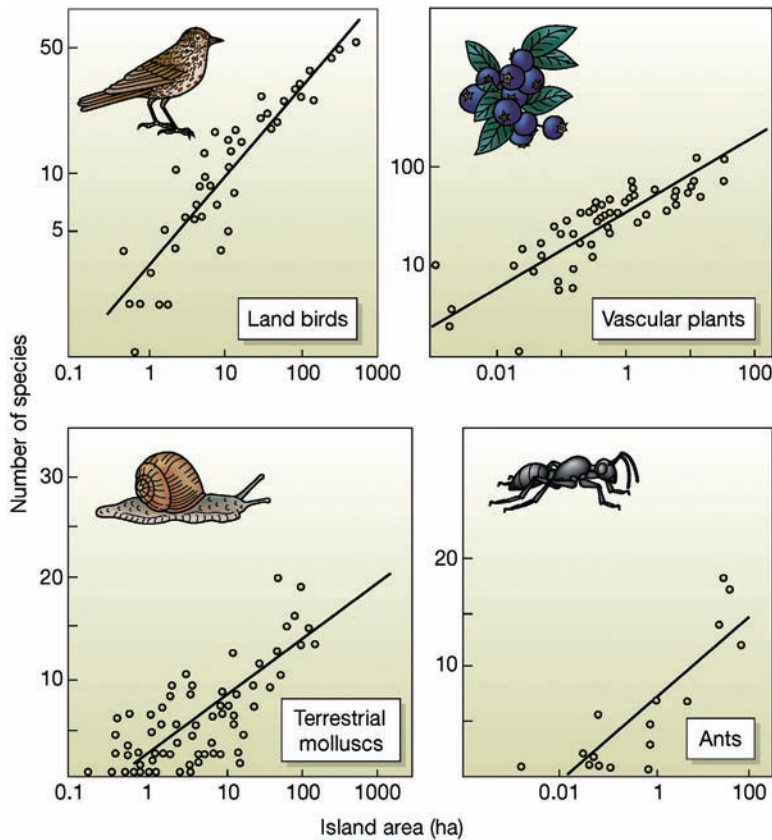 50
10
5
0.1 1 10 100 1000
Land birds
100
10
0.01 1 100
Vascular plants
Number of species
30
20
10
0.1 1 10 100 1000
Terrestrial
molluscs
20
10
0.01 1 100
Ants
Island area (ha)